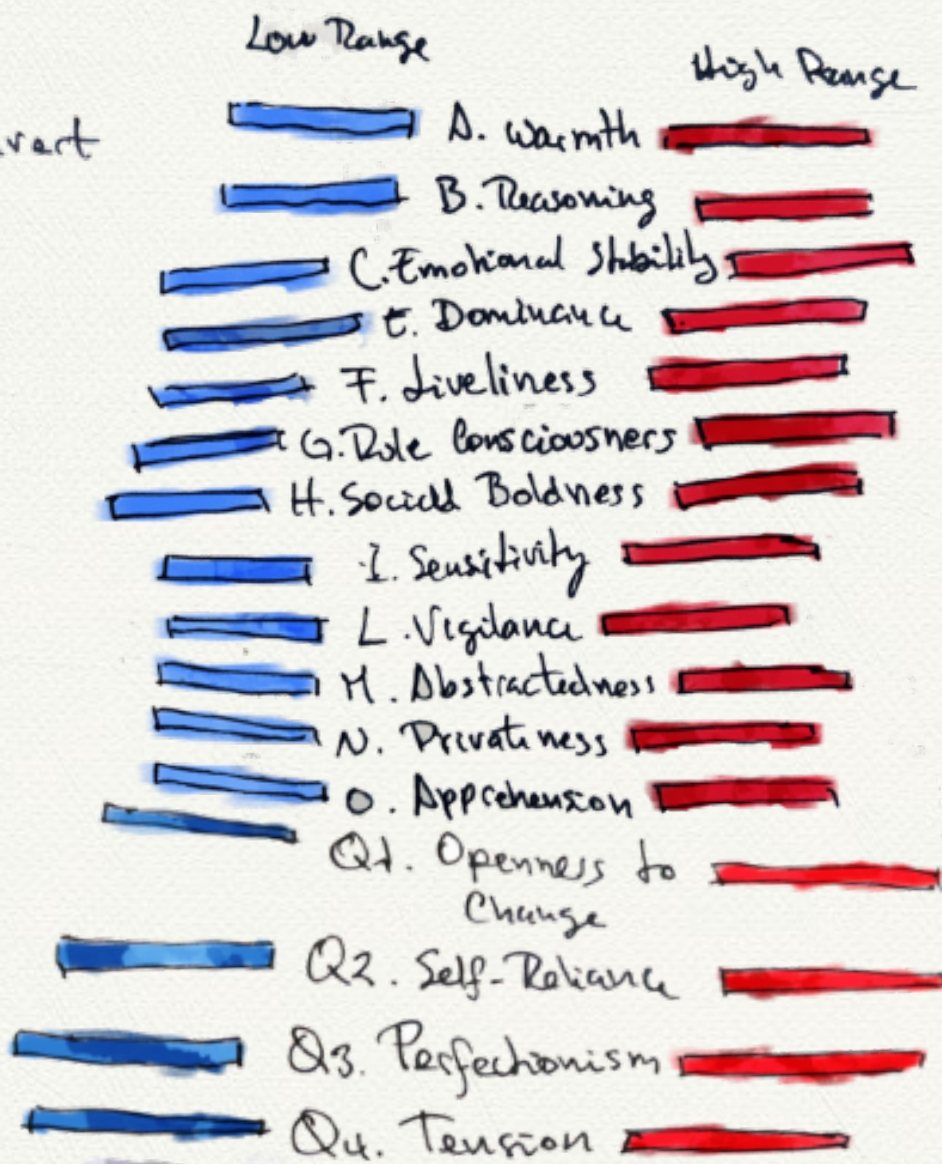 Low Range
High Range
A. Warmth
B. Reasoning
C. Emotional Stability
E. Dominance
F. Liveliness
G. Rule Consciousness
H. Social Boldness
I. Sensitivity
L. Vigilance
M. Abstractedness
N. Privateness
O. Apprehension
Q1. Openness to
Change
Q2. Self-Reliance
Q3. Perfectionism
Q4. Tension